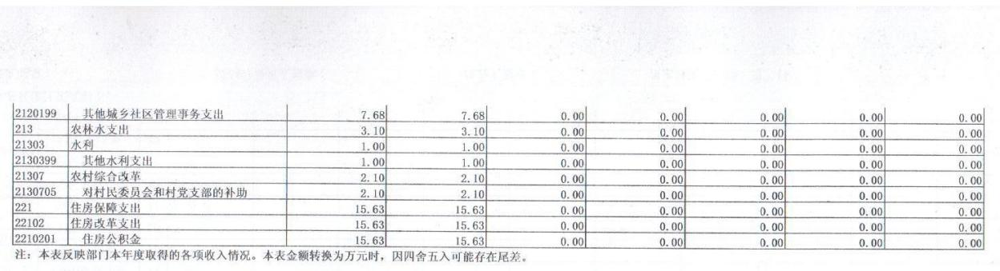 2120199 其他城乡社区管理事务支出 7.68 7.68 0.00 0.00 0.00 0.00 0.00
213 农林水支出 3.10 3.10 0.00 0.00 0.00 0.00 0.00
21303 水利 1.00 1.00 0.00 0.00 0.00 0.00 0.00
2130399 其他水利支出 1.00 1.00 0.00 0.00 0.00 0.00 0.00
21307 农村综合改革 2.10 2.10 0.00 0.00 0.00 0.00 0.00
2130705 对村民委员会和村党支部的补助 2.10 2.10 0.00 0.00 0.00 0.00 0.00
221 住房保障支出 15.63 15.63 0.00 0.00 0.00 0.00 0.00
22102 住房改革支出 15.63 15.63 0.00 0.00 0.00 0.00 0.00
2210201 住房公积金 15.63 15.63 0.00 0.00 0.00 0.00 0.00
注：本表反映部门本年度取得的各项收入情况。本表金额转换为万元时，因四舍五入可能存在尾差。